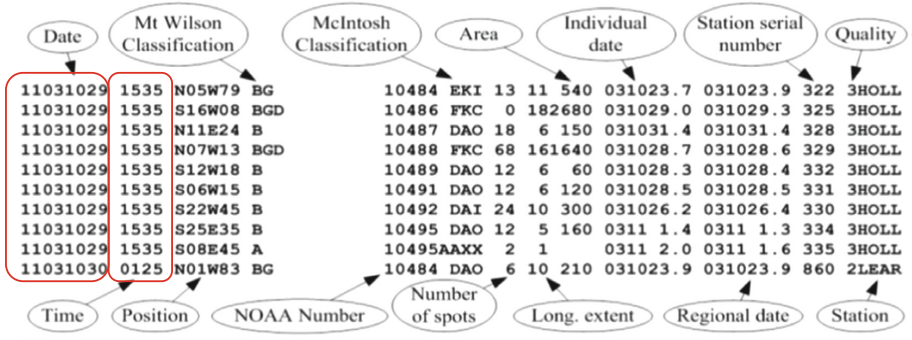 Date Mt Wilson Classification McIntosh Classification Area Individual date Station serial number Quality
11031029 1535 N05W79 BG 10484 EKI 13 11 540 031023.7 031023.9 322 3HOLL
11031029 1535 S16W08 BGD 10486 FKC 0 182680 031029.0 031029.3 325 3HOLL
11031029 1535 N11E24 B 10487 DAO 18 6 150 031031.4 031031.4 328 3HOLL
11031029 1535 N07W13 BGD 10488 FKC 68 161640 031028.7 031028.6 329 3HOLL
11031029 1535 S12W18 B 10489 DAO 12 6 60 031028.3 031028.4 332 3HOLL
11031029 1535 S06W15 B 10491 DAO 12 6 120 031028.5 031028.5 331 3HOLL
11031029 1535 S22W45 B 10492 DAI 24 10 300 031026.2 031026.4 330 3HOLL
11031029 1535 S25E35 B 10495 DAO 12 5 160 0311 1.4 0311 1.3 334 3HOLL
11031029 1535 S08E45 A 10495AAXX 2 1 0311 2.0 0311 1.6 335 3HOLL
11031030 0125 N01W83 BG 10484 DAO 6 10 210 031023.9 031023.9 860 2LEAR
Time Position NOAA Number Number of spots Long. extent Regional date Station